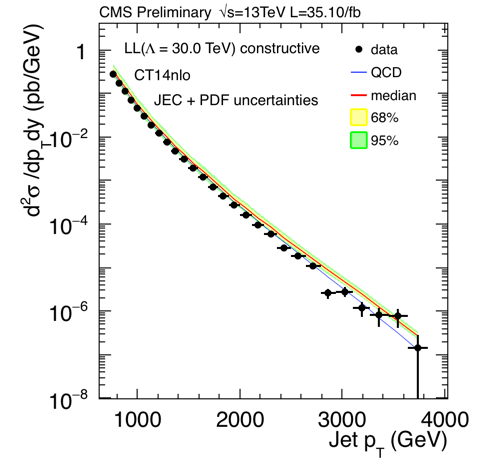 CMS Preliminary √s=13TeV L=35.10/fb
d²σ/dp_Tdy (pb/GeV)
LL(Λ = 30.0 TeV) constructive
CT14nlo
JEC + PDF uncertainties
data
QCD
median
68%
95%
1
10⁻²
10⁻⁴
10⁻⁶
10⁻⁸
1000 2000 3000 4000
Jet p_T (GeV)